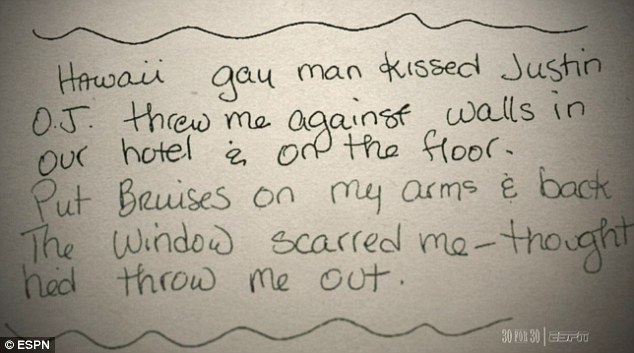 Hawaii gay man kissed Justin
O.J. threw me against walls in
our hotel & on the floor.
Put Bruises on my arms & back
The Window scarred me-thought
he'd throw me out.
30 FOR 30 | ESPN
© ESPN